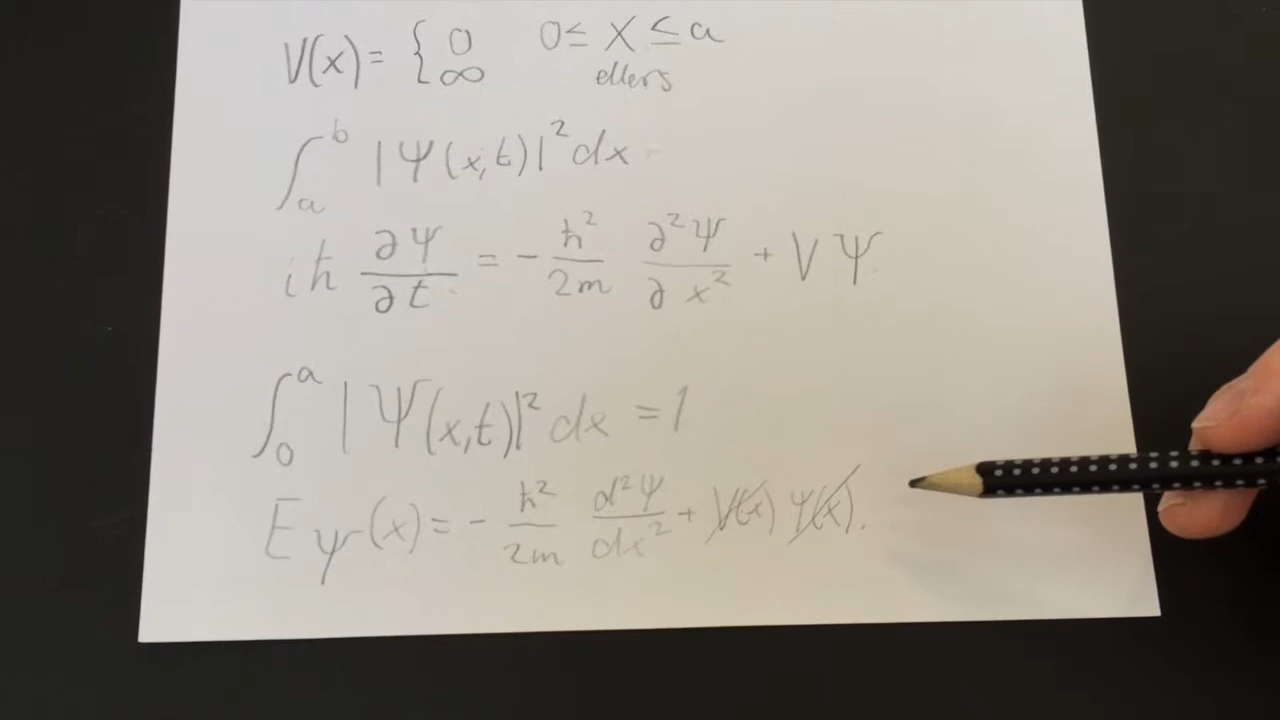 V(x) = { 0 0 ≤ x ≤ a
∞ ellers
∫_a^b |Ψ(x,t)|² dx
iħ ∂Ψ/∂t = - ħ²/2m ∂²Ψ/∂x² + VΨ
∫_0^a |Ψ(x,t)|² dx = 1
Eψ(x) = - ħ²/2m d²Ψ/dx² + V(x) Ψ(x).